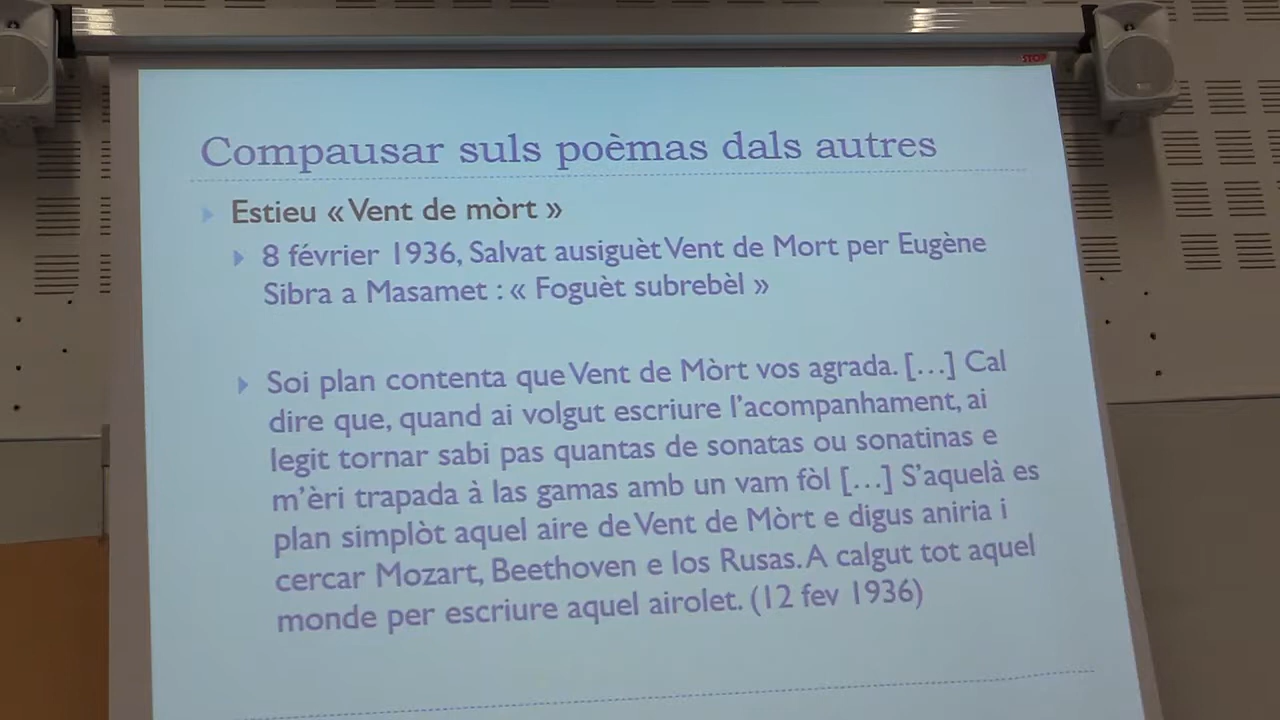 STOP
Compausar suls poèmas dals autres
Estieu « Vent de mòrt »
8 février 1936, Salvat ausiguèt Vent de Mort per Eugène
Sibra a Masamet : « Foguèt subrebèl »
Soi plan contenta que Vent de Mòrt vos agrada. […] Cal
dire que, quand ai volgut escriure l’acompanhament, ai
legit tornar sabi pas quantas de sonatas ou sonatinas e
m’èri trapada à las gamas amb un vam fòl […] S’aquelà es
plan simplòt aquel aire de Vent de Mòrt e digus aniria i
cercar Mozart, Beethoven e los Rusas. A calgut tot aquel
monde per escriure aquel airolet. (12 fev 1936)